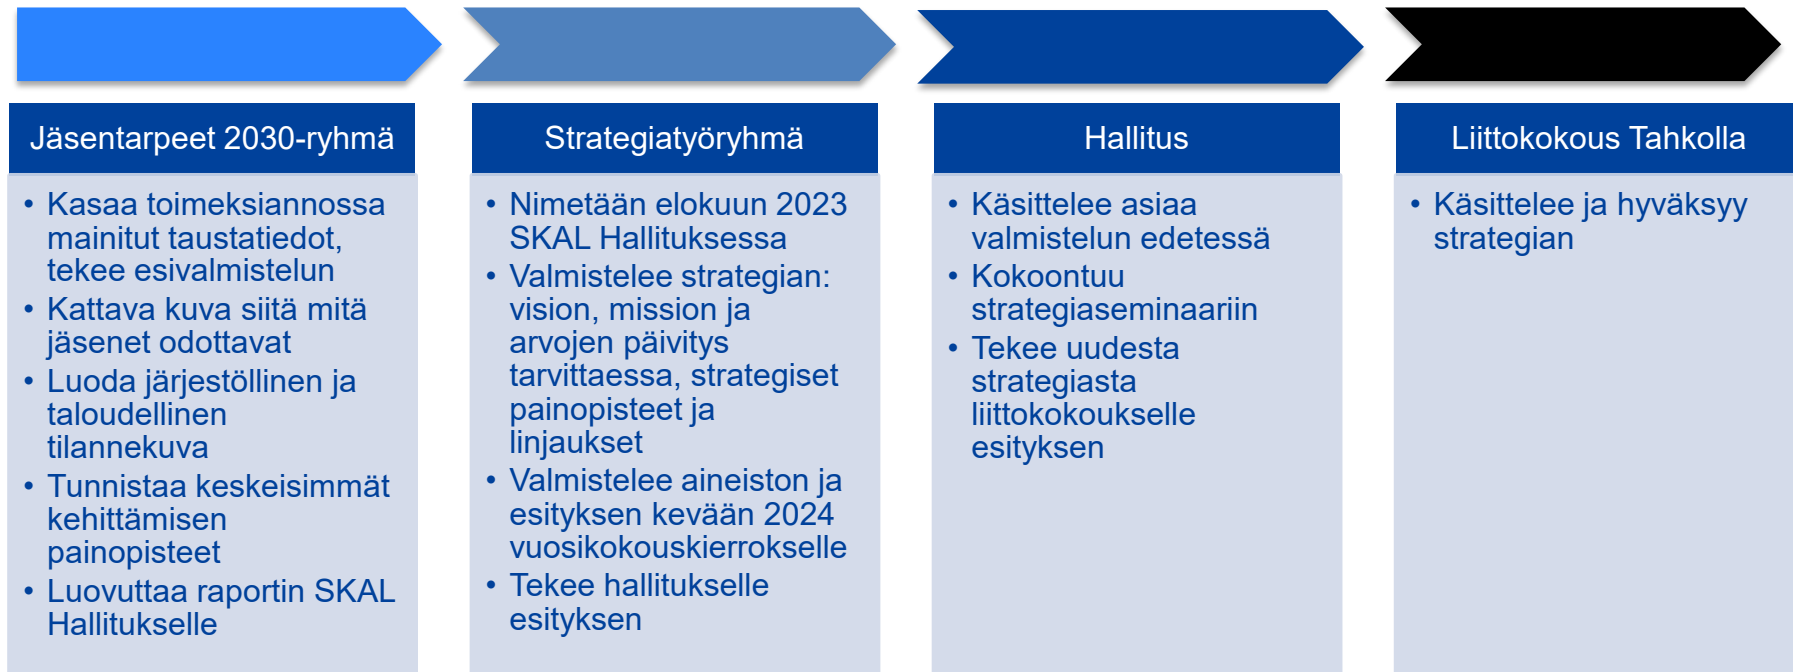 Jäsentarpeet 2030-ryhmä
• Kasaa toimeksiannossa
mainitut taustatiedot,
tekee esivalmistelun
• Kattava kuva siitä mitä
jäsenet odottavat
• Luoda järjestöllinen ja
taloudellinen
tilannekuva
• Tunnistaa keskeisimmät
kehittämisen
painopisteet
• Luovuttaa raportin SKAL
Hallitukselle
Strategiatyöryhmä
• Nimetään elokuun 2023
SKAL Hallituksessa
• Valmistelee strategian:
vision, mission ja
arvojen päivitys
tarvittaessa, strategiset
painopisteet ja
linjaukset
• Valmistelee aineiston ja
esityksen kevään 2024
vuosikokouskierrokselle
• Tekee hallitukselle
esityksen
Hallitus
• Käsittelee asiaa
valmistelun edetessä
• Kokoontuu
strategiaseminaariin
• Tekee uudesta
strategiasta
liittokokoukselle
esityksen
Liittokokous Tahkolla
• Käsittelee ja hyväksyy
strategian